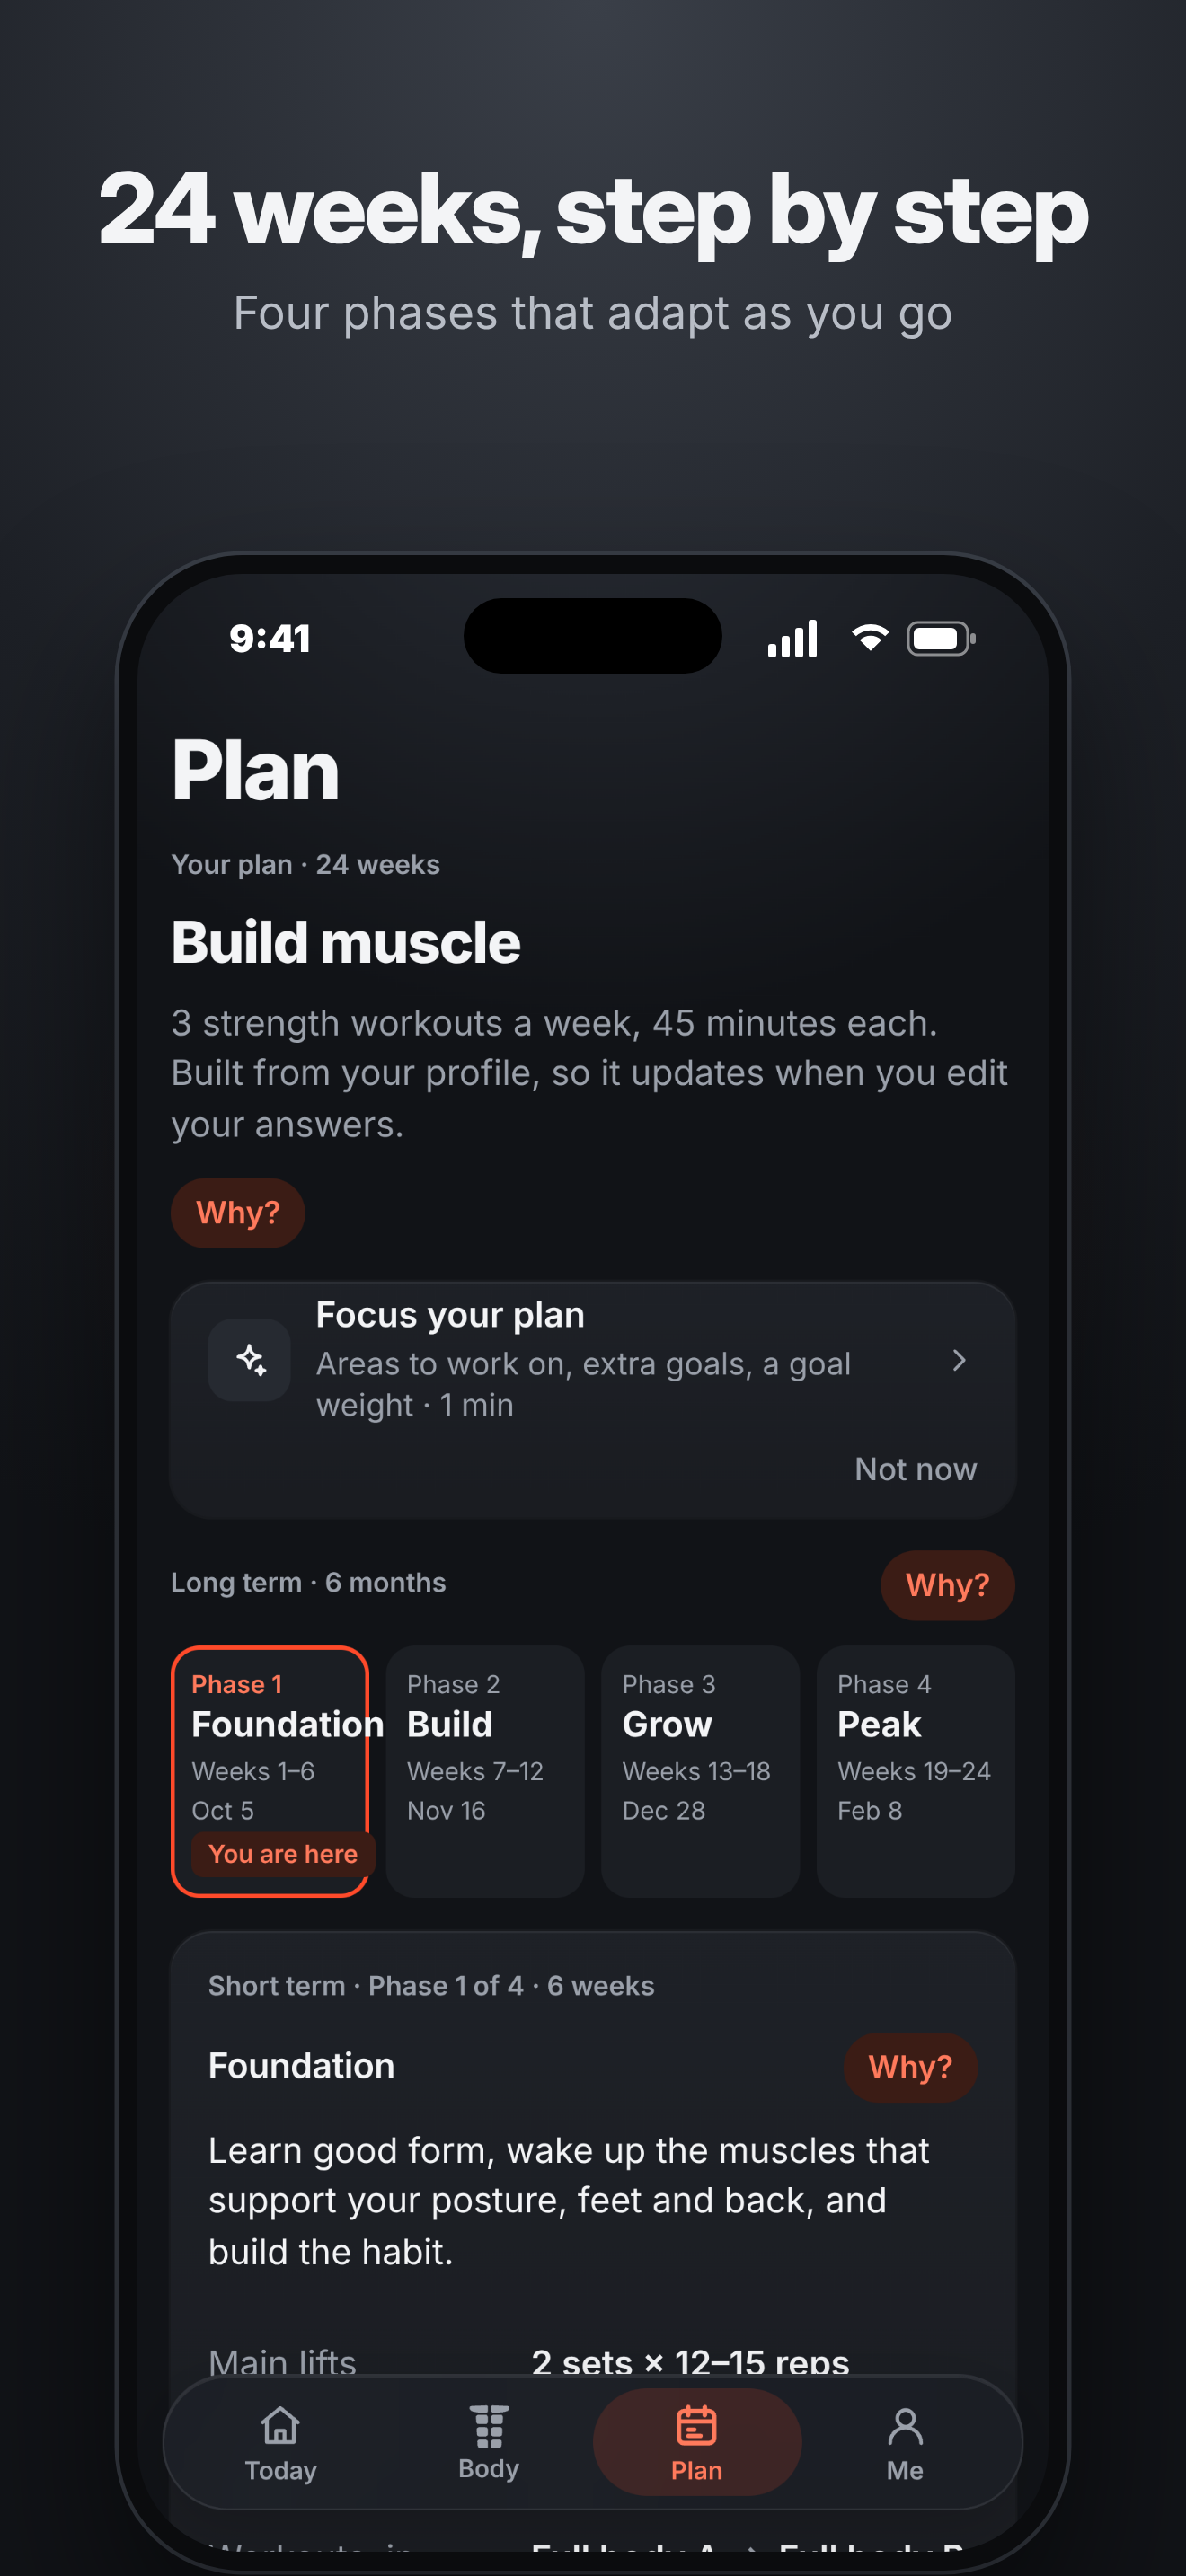 24 weeks, step by step
Four phases that adapt as you go
9:41
Plan
Your plan · 24 weeks
Build muscle
3 strength workouts a week, 45 minutes each.
Built from your profile, so it updates when you edit
your answers.
Why?
Focus your plan
Areas to work on, extra goals, a goal
weight · 1 min
Not now
Long term · 6 months
Why?
Phase 1
Foundation
Weeks 1–6
Oct 5
You are here
Phase 2
Build
Weeks 7–12
Nov 16
Phase 3
Grow
Weeks 13–18
Dec 28
Phase 4
Peak
Weeks 19–24
Feb 8
Short term · Phase 1 of 4 · 6 weeks
Foundation
Why?
Learn good form, wake up the muscles that
support your posture, feet and back, and
build the habit.
Main lifts
2 sets × 12–15 reps
Today
Body
Plan
Me